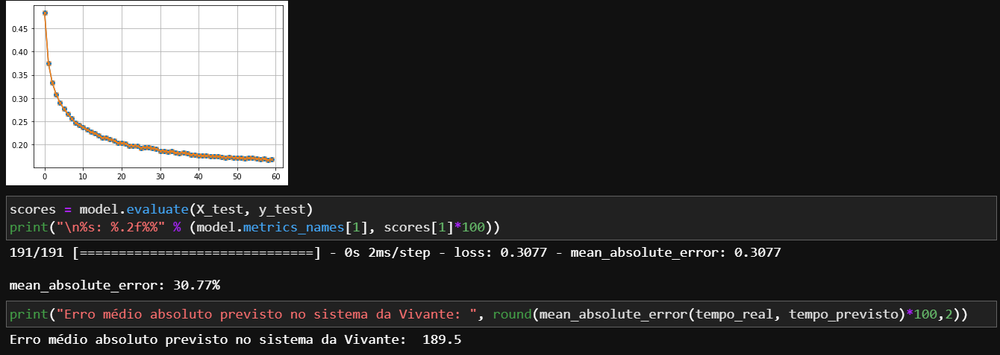 0.45
0.40
0.35
0.30
0.25
0.20
0 10 20 30 40 50 60
scores = model.evaluate(X_test, y_test)
print("\n%s: %.2f%%" % (model.metrics_names[1], scores[1]*100))
191/191 [==============================] - 0s 2ms/step - loss: 0.3077 - mean_absolute_error: 0.3077
mean_absolute_error: 30.77%
print("Erro médio absoluto previsto no sistema da Vivante: ", round(mean_absolute_error(tempo_real, tempo_previsto)*100,2))
Erro médio absoluto previsto no sistema da Vivante:  189.5